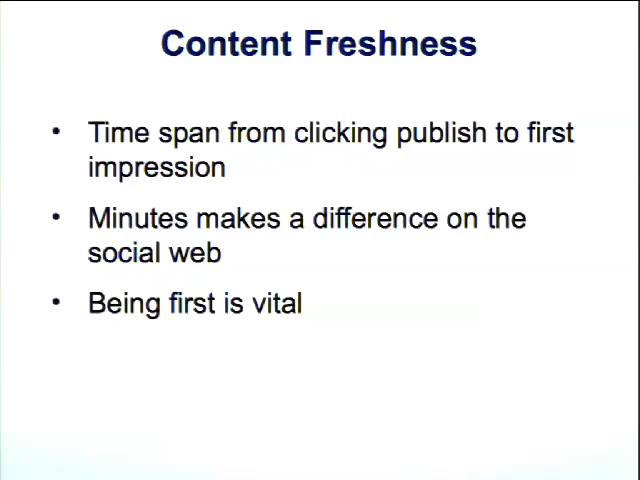 Content Freshness
• Time span from clicking publish to first
impression
• Minutes makes a difference on the
social web
• Being first is vital